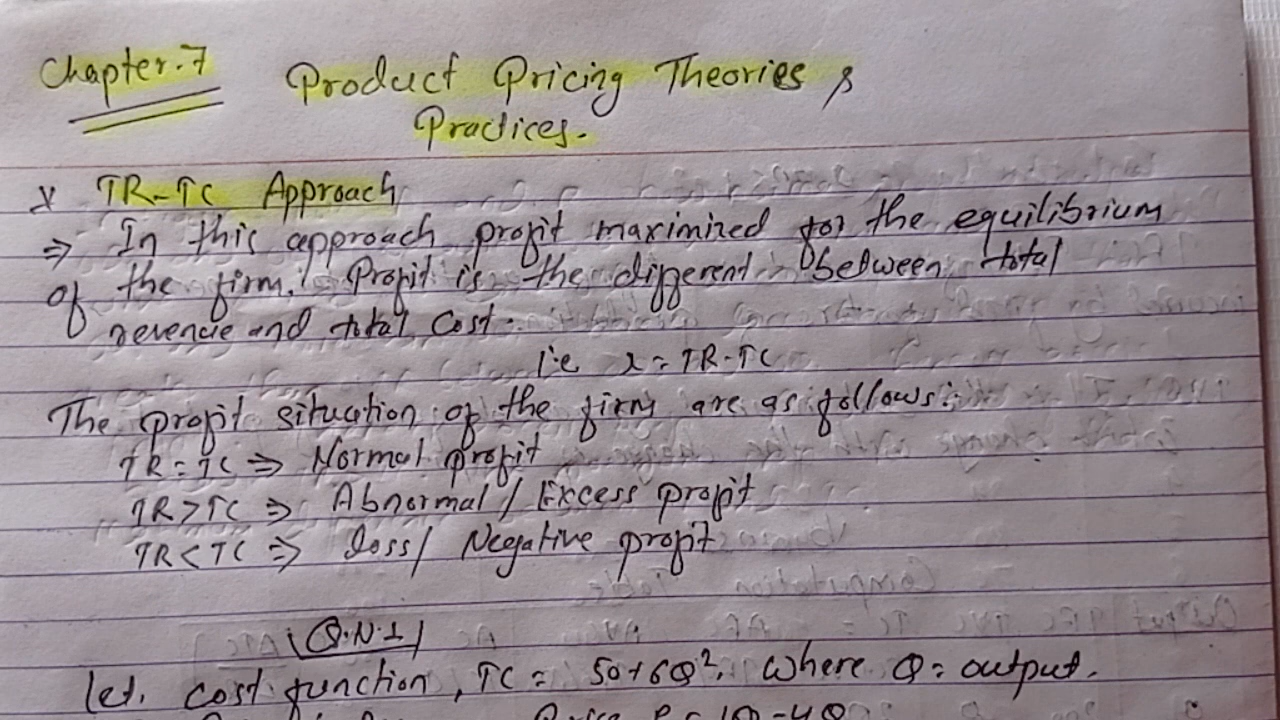 Chapter.7 Product Pricing Theories &
Practices.
TR-TC Approach
⇒ In this approach profit maximized for the equilibrium
of the firm. Profit is the different between total
revenue and total cost.
i.e. λ = TR-TC
The profit situation of the firm are as follows:
TR = TC ⇒ Normal profit
TR > TC ⇒ Abnormal / Excess profit
TR < TC ⇒ loss / Negative profit
Q.N.1
let, cost function, TC = 50+6Q², where Q = output.